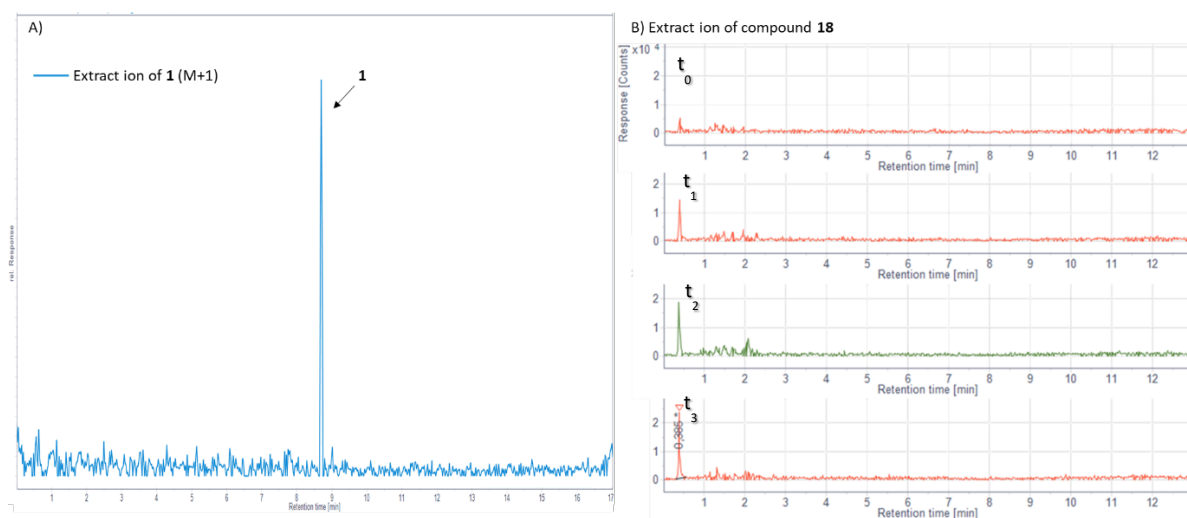 A)
Extract ion of 1 (M+1)
1
rel. Response
1 2 3 4 5 6 7 8 9 10 11 12 13 14 15 16 17
Retention time [min]
B) Extract ion of compound 18
x10 4
Response [Counts]
t0
2
1
0
1 2 3 4 5 6 7 8 9 10 11 12
Retention time [min]
t1
2
1
0
1 2 3 4 5 6 7 8 9 10 11 12
Retention time [min]
t2
2
1
0
1 2 3 4 5 6 7 8 9 10 11 12
Retention time [min]
t3
0,385 *
2
1
0
1 2 3 4 5 6 7 8 9 10 11 12
Retention time [min]